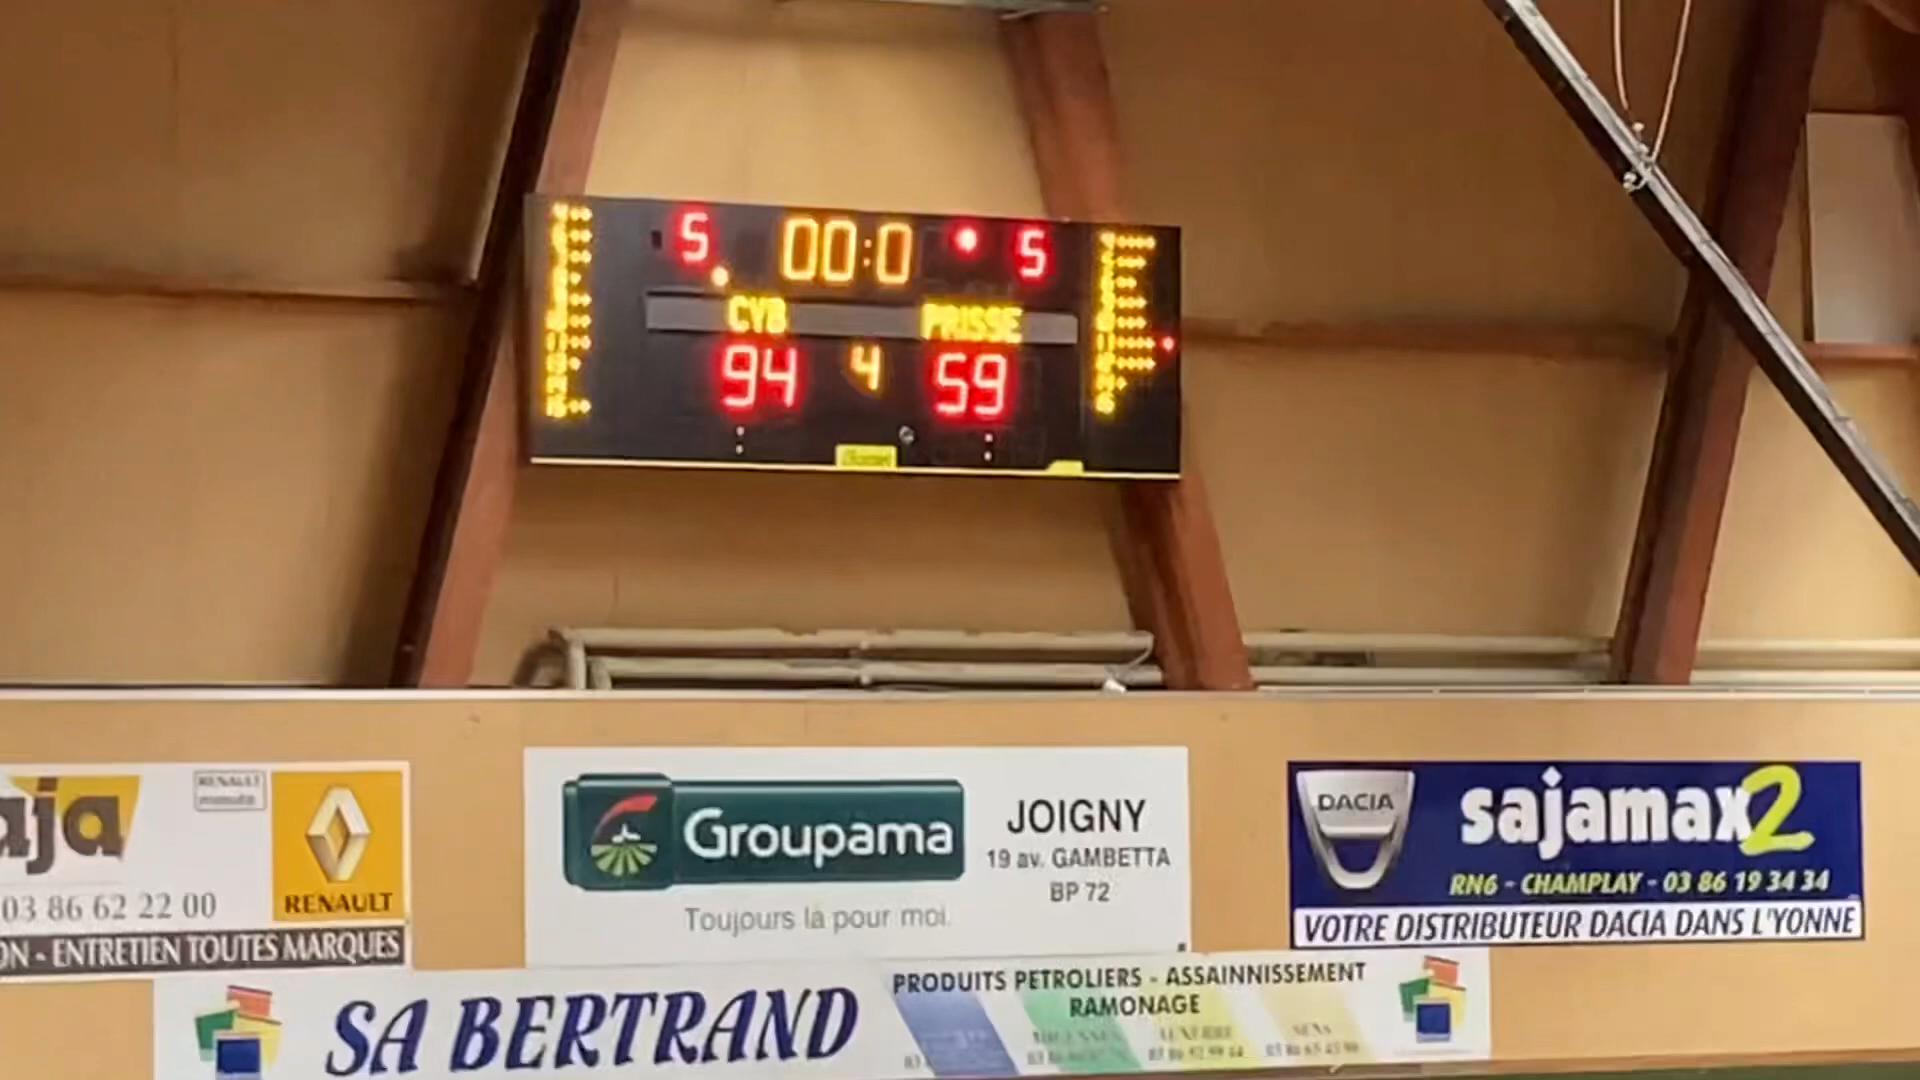 5 00:0 5
CYB PRISSE
94 4 59
aja
RENAULT
minute
RENAULT
03 86 62 22 00
ON - ENTRETIEN TOUTES MARQUES
Groupama
Toujours là pour moi.
JOIGNY
19 av. GAMBETTA
BP 72
DACIA
sajamax2
RN6 - CHAMPLAY - 03 86 19 34 34
VOTRE DISTRIBUTEUR DACIA DANS L'YONNE
SA BERTRAND
PRODUITS PETROLIERS - ASSAINNISSEMENT
RAMONAGE